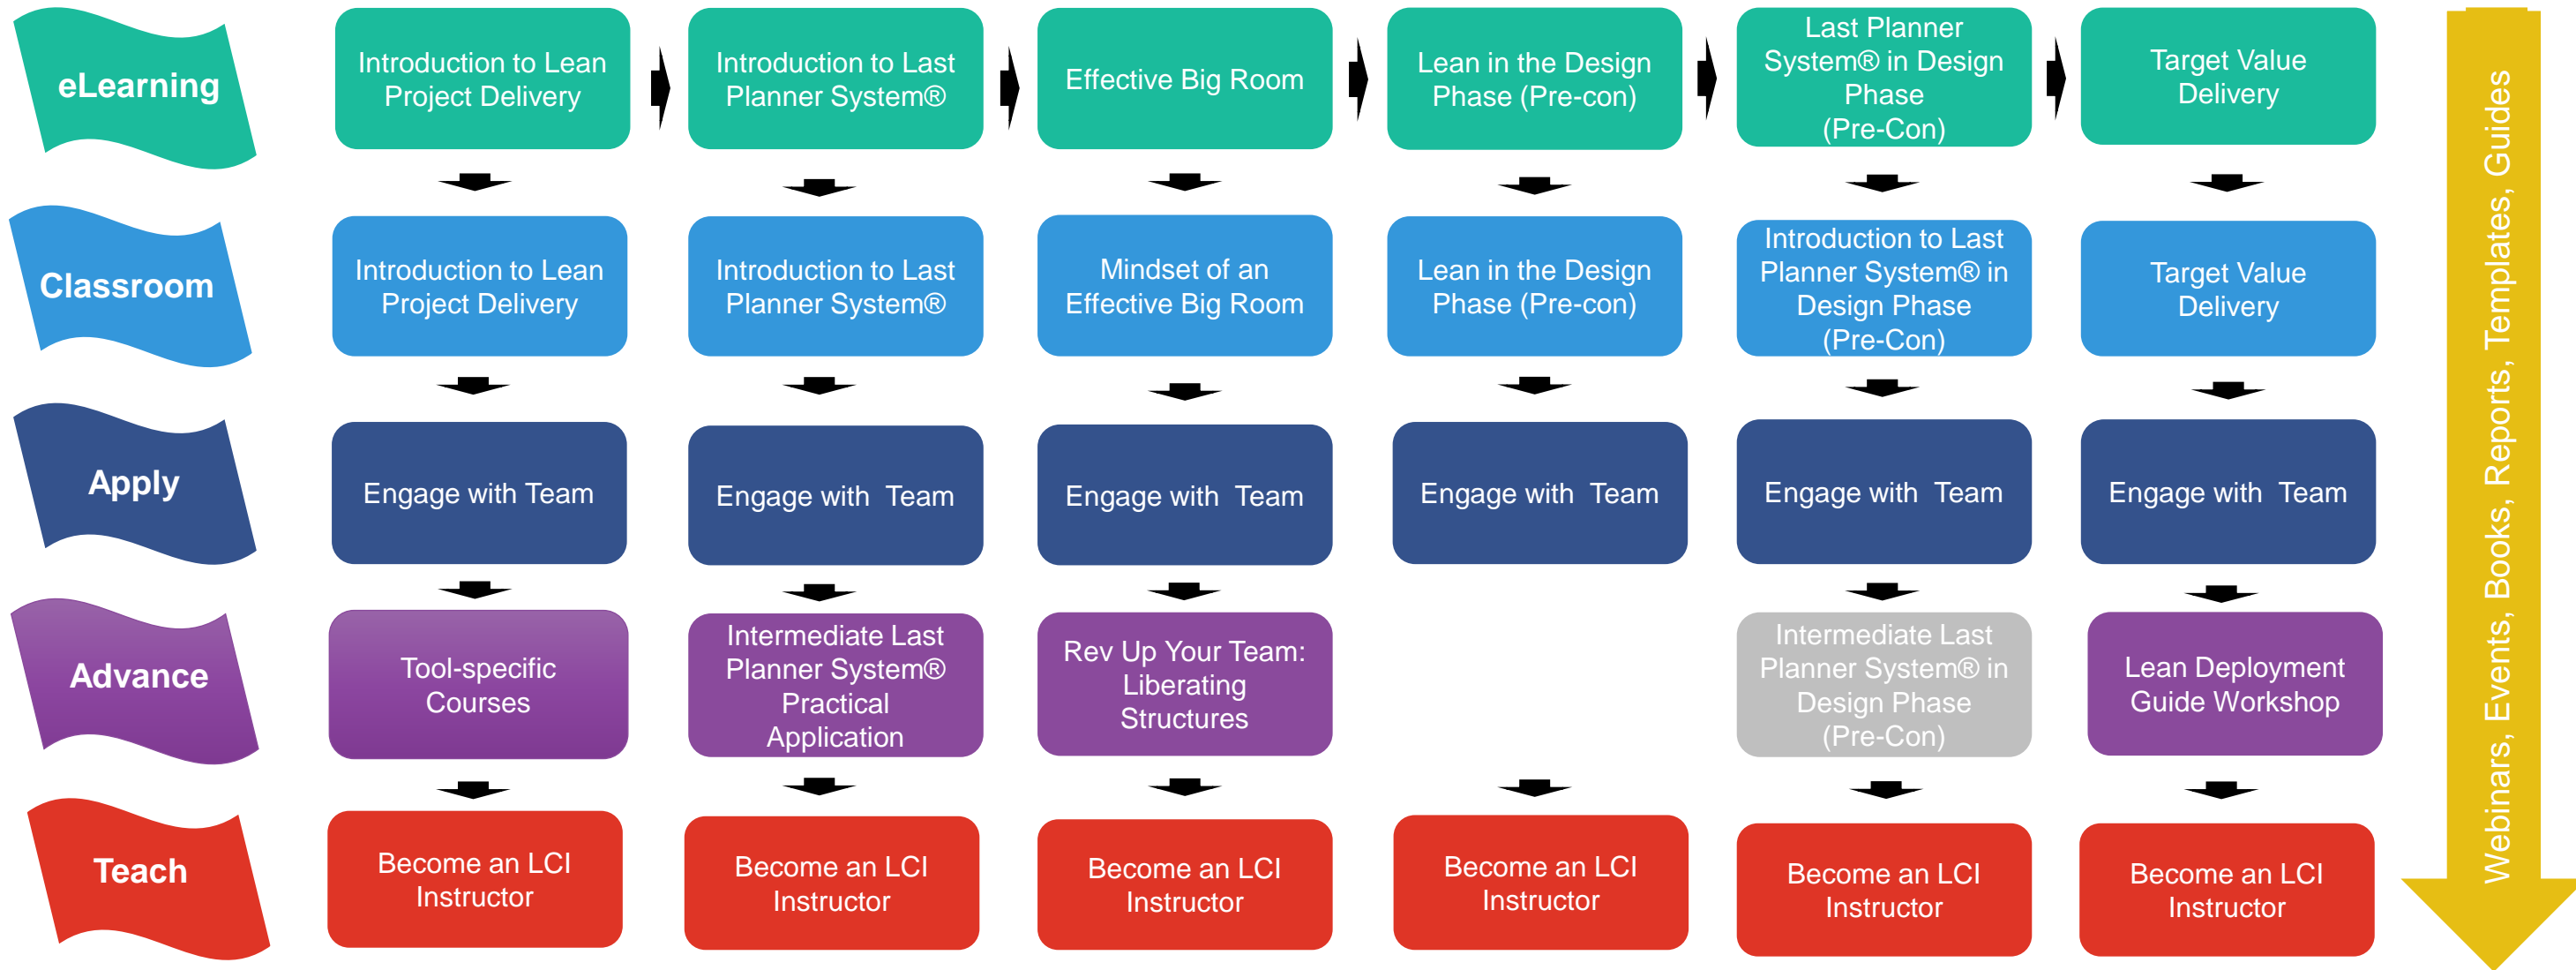 eLearning
Introduction to Lean
Project Delivery
Introduction to Last
Planner System®
Effective Big Room
Lean in the Design
Phase (Pre-con)
Last Planner
System® in Design
Phase
(Pre-Con)
Target Value
Delivery
Classroom
Introduction to Lean
Project Delivery
Introduction to Last
Planner System®
Mindset of an
Effective Big Room
Lean in the Design
Phase (Pre-con)
Introduction to Last
Planner System® in
Design Phase
(Pre-Con)
Target Value
Delivery
Apply
Engage with Team
Engage with  Team
Engage with  Team
Engage with  Team
Engage with  Team
Engage with  Team
Advance
Tool-specific
Courses
Intermediate Last
Planner System®
Practical
Application
Rev Up Your Team:
Liberating
Structures
Intermediate Last
Planner System® in
Design Phase
(Pre-Con)
Lean Deployment
Guide Workshop
Teach
Become an LCI
Instructor
Become an LCI
Instructor
Become an LCI
Instructor
Become an LCI
Instructor
Become an LCI
Instructor
Become an LCI
Instructor
Webinars, Events, Books, Reports, Templates, Guides